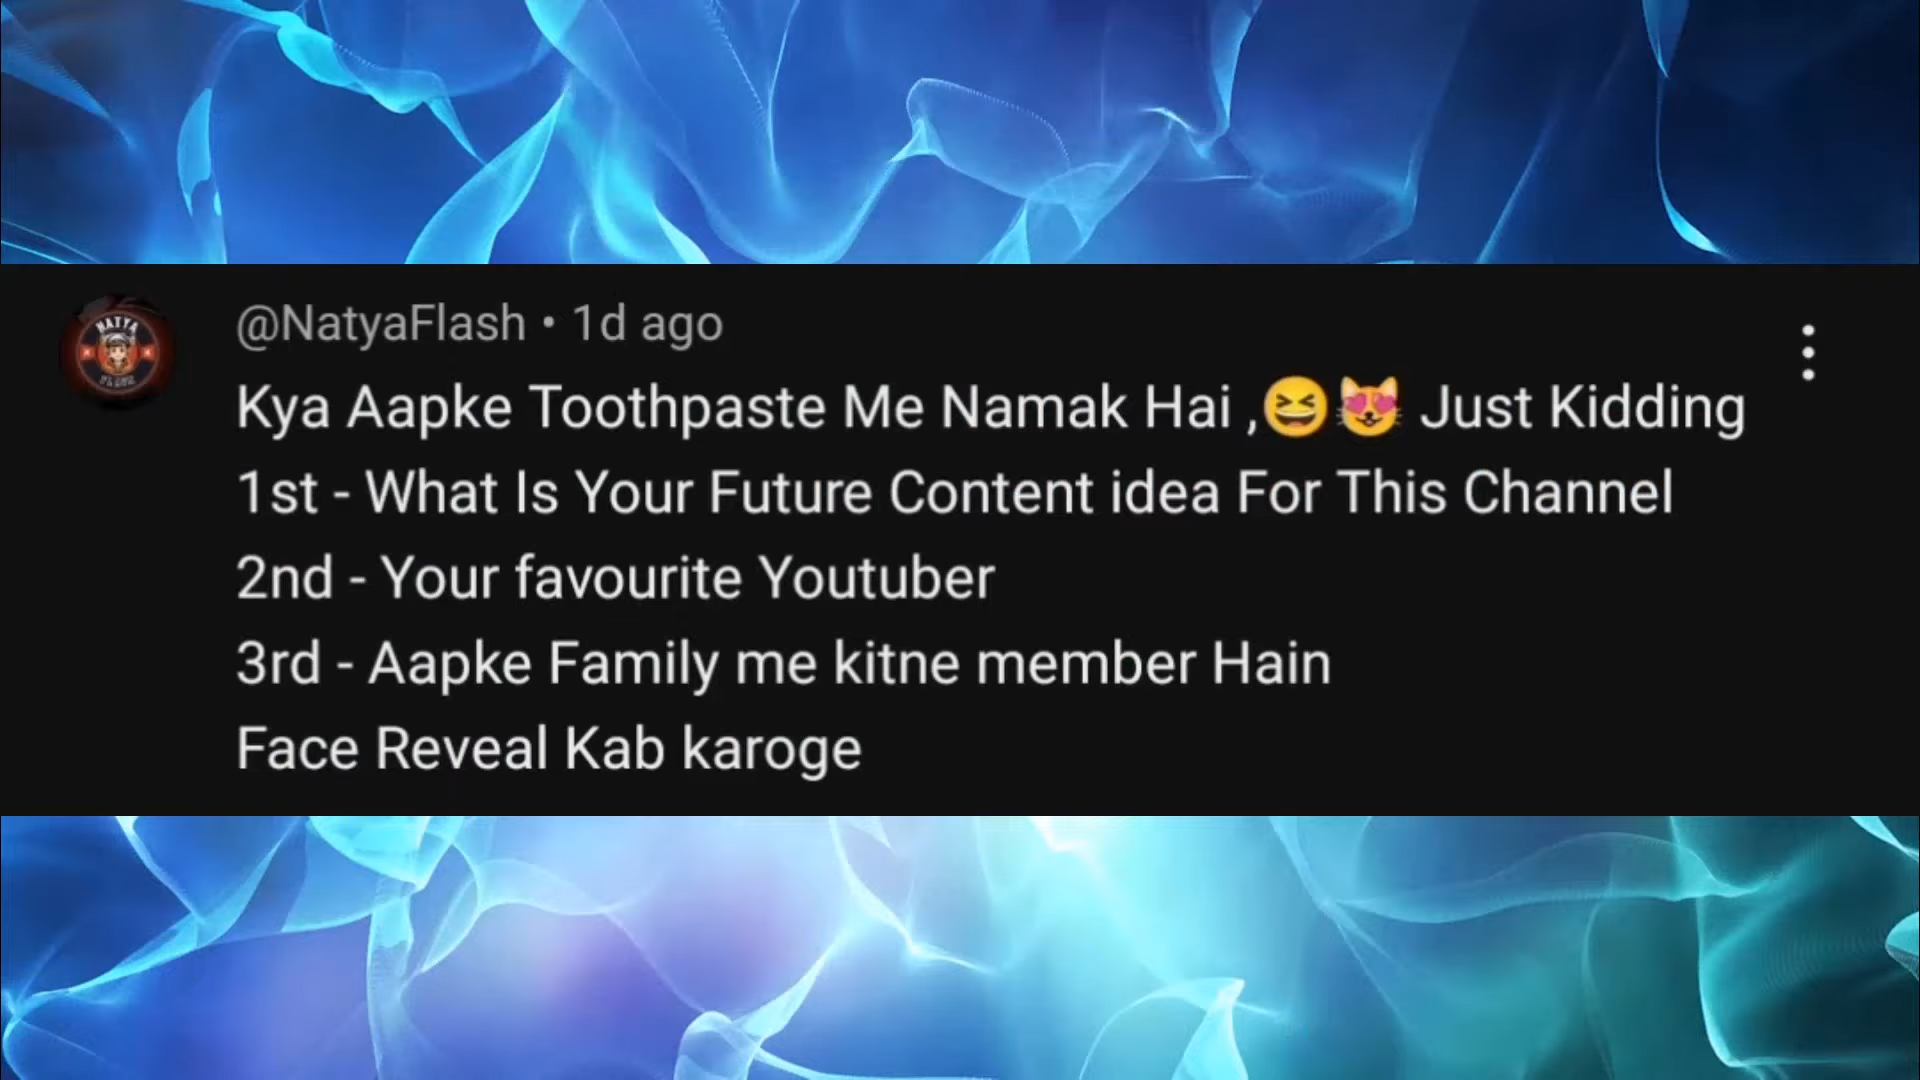 NATYA
@NatyaFlash • 1d ago
Kya Aapke Toothpaste Me Namak Hai ,😆😻 Just Kidding
1st - What Is Your Future Content idea For This Channel
2nd - Your favourite Youtuber
3rd - Aapke Family me kitne member Hain
Face Reveal Kab karoge